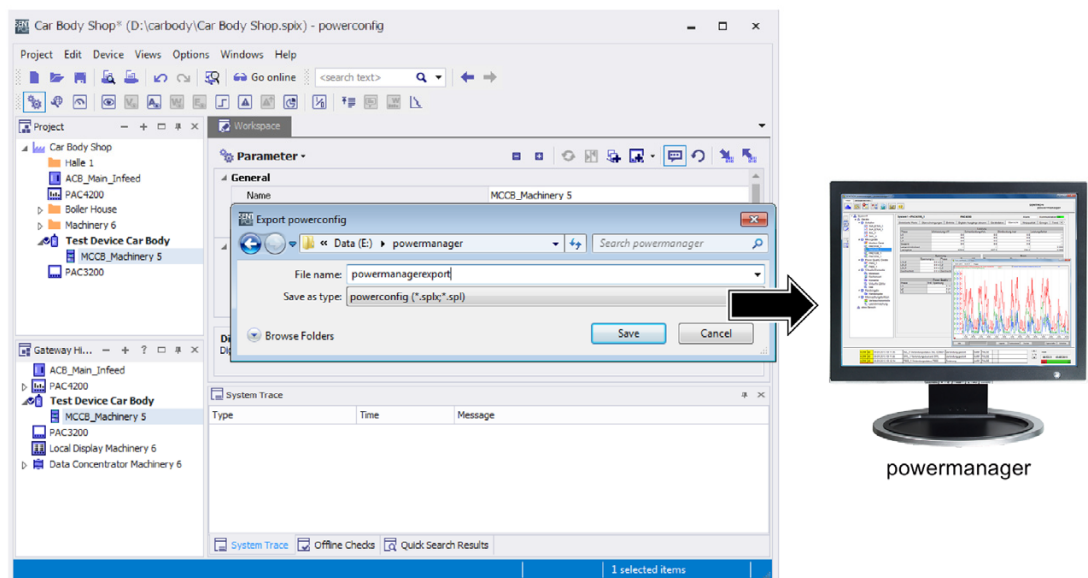 Car Body Shop* (D:\carbody\Car Body Shop.spix) - powerconfig
Project Edit Device Views Options Windows Help
Go online <search text>
Project
Workspace
Car Body Shop
Halle 1
ACB_Main_Infeed
PAC4200
Boiler House
Machinery 6
Test Device Car Body
MCCB_Machinery 5
PAC3200
Parameter
General
Name MCCB_Machinery 5
Export powerconfig
« Data (E:) powermanager
Search powermanager
File name: powermanagerexport
Save as type: powerconfig (*.splx;*.spl)
Browse Folders
Save
Cancel
Gateway Hi...
ACB_Main_Infeed
PAC4200
Test Device Car Body
MCCB_Machinery 5
PAC3200
Local Display Machinery 6
Data Concentrator Machinery 6
System Trace
Type Time Message
System Trace Offline Checks Quick Search Results
1 selected items
powermanager